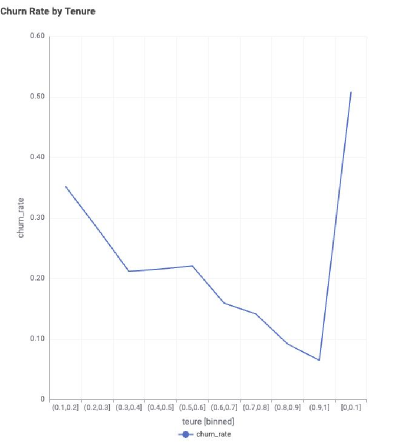 Churn Rate by Tenure
0.60
0.50
0.40
0.30
0.20
0.10
0
churn_rate
(0.1,0.2] (0.2,0.3] (0.3,0.4] (0.4,0.5] (0.5,0.6] (0.6,0.7] (0.7,0.8] (0.8,0.9] (0.9,1] [0,0.1]
teure [binned]
churn_rate